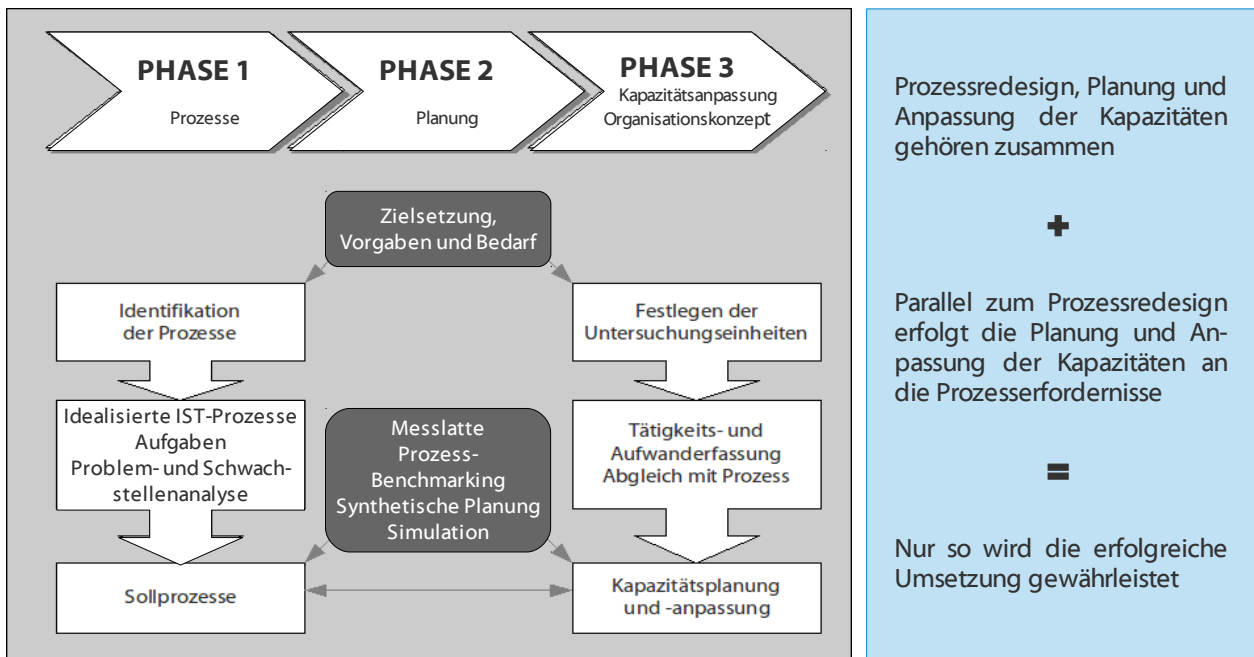 PHASE 1
Prozesse
PHASE 2
Planung
PHASE 3
Kapazitätsanpassung
Organisationskonzept
Zielsetzung,
Vorgaben und Bedarf
Identifikation
der Prozesse
Festlegen der
Untersuchungseinheiten
Idealisierte IST-Prozesse
Aufgaben
Problem- und Schwach-
stellenanalyse
Messlatte
Prozess-
Benchmarking
Synthetische Planung
Simulation
Tätigkeits- und
Aufwanderfassung
Abgleich mit Prozess
Sollprozesse
Kapazitätsplanung
und -anpassung
Prozessredesign, Planung und
Anpassung der Kapazitäten
gehören zusammen
+
Parallel zum Prozessredesign
erfolgt die Planung und An-
passung der Kapazitäten an
die Prozesserfordernisse
=
Nur so wird die erfolgreiche
Umsetzung gewährleistet